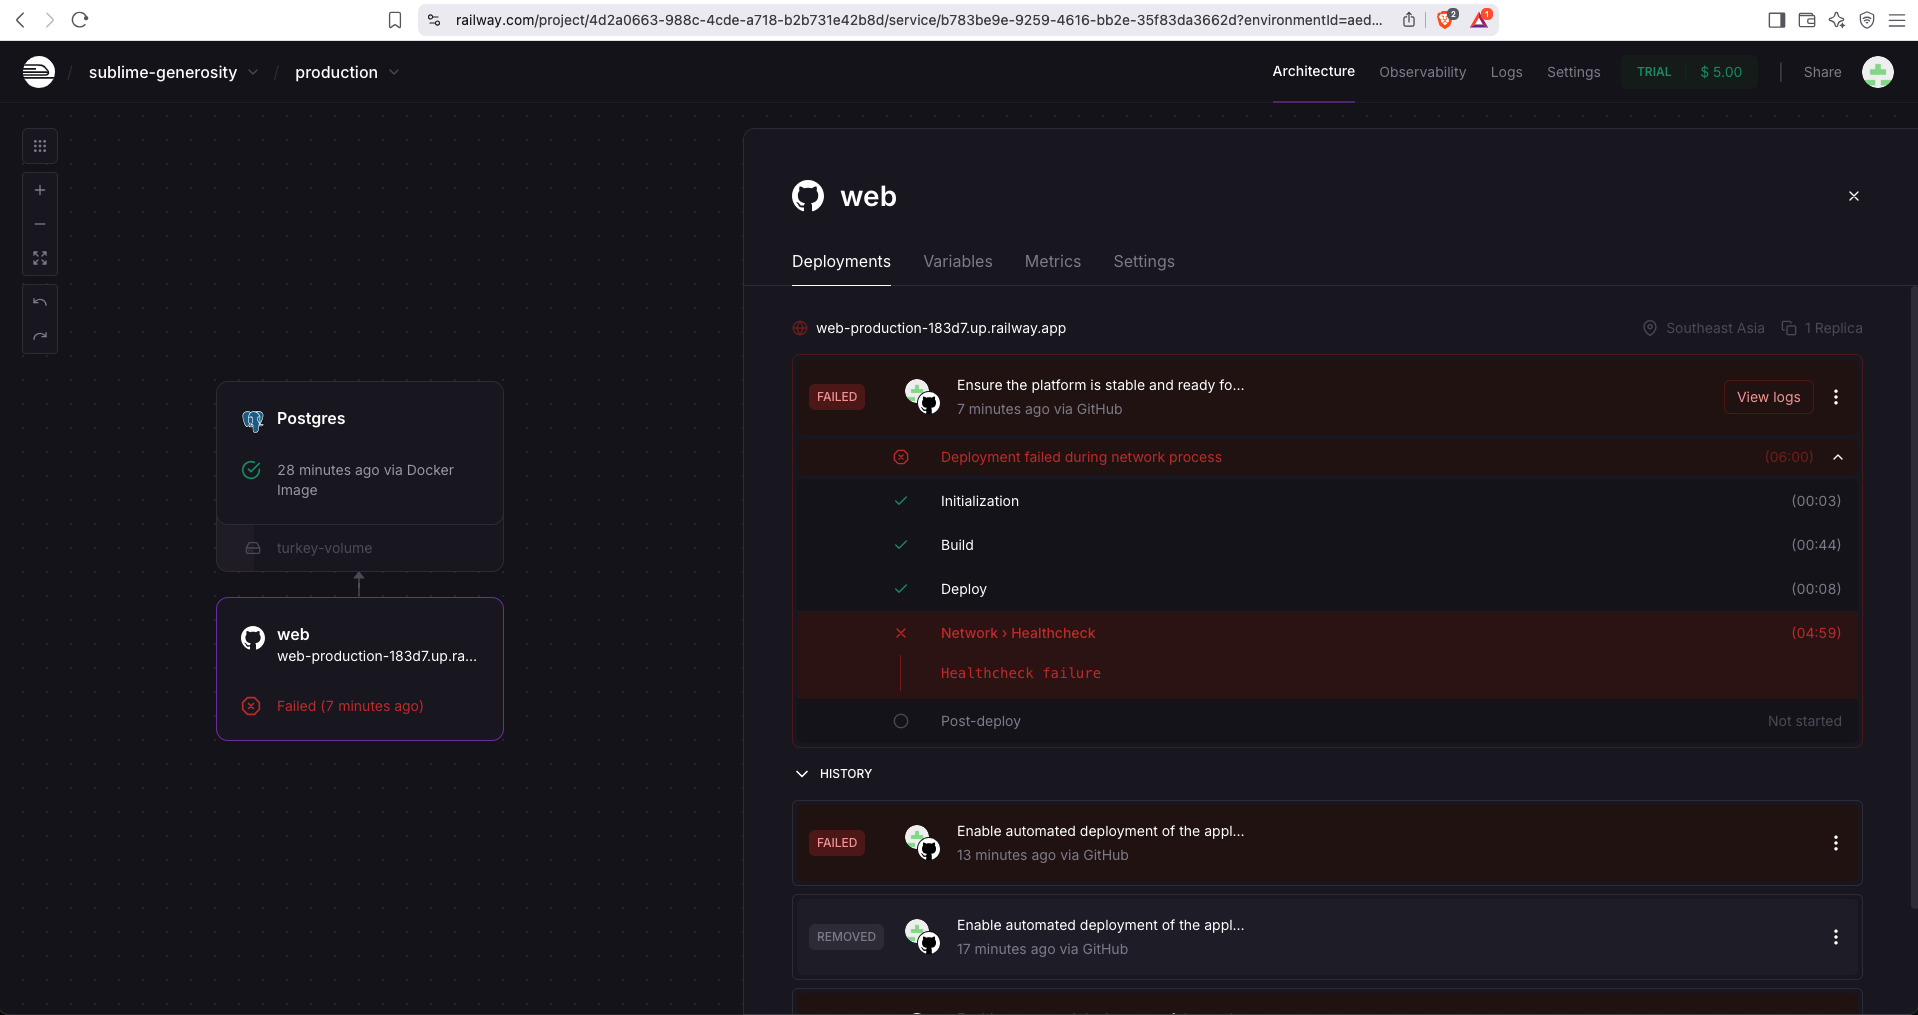 railway.com/project/4d2a0663-988c-4cde-a718-b2b731e42b8d/service/b783be9e-9259-4616-bb2e-35f83da3662d?environmentId=aed...
2
1
/ sublime-generosity / production
Architecture
Observability
Logs
Settings
TRIAL
$ 5.00
Share
web
Deployments
Variables
Metrics
Settings
web-production-183d7.up.railway.app
Southeast Asia
1 Replica
FAILED
Ensure the platform is stable and ready fo...
7 minutes ago via GitHub
View logs
Deployment failed during network process
(06:00)
Initialization
(00:03)
Build
(00:44)
Deploy
(00:08)
Network › Healthcheck
(04:59)
Healthcheck failure
Post-deploy
Not started
HISTORY
FAILED
Enable automated deployment of the appl...
13 minutes ago via GitHub
REMOVED
Enable automated deployment of the appl...
17 minutes ago via GitHub
Postgres
28 minutes ago via Docker
Image
turkey-volume
web
web-production-183d7.up.ra...
Failed (7 minutes ago)